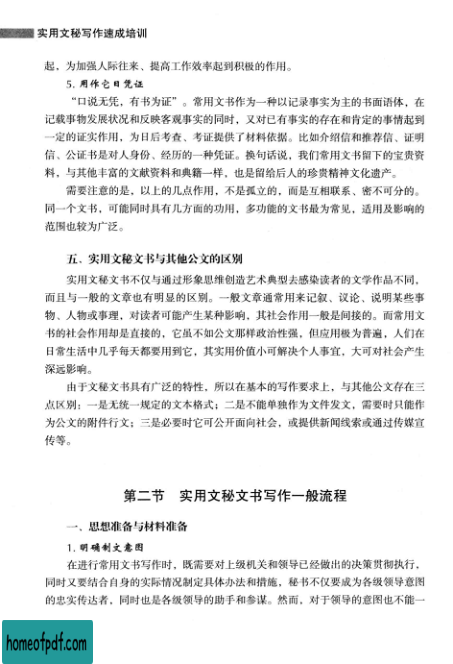 实用文秘写作速成培训
起，为加强人际往来、提高工作效率起到积极的作用。
5. 用作它日凭证
“口说无凭，有书为证”。常用文书作为一种以记录事实为主的书面语体，在
记载事物发展状况和反映客观事实的同时，又对已有事实的存在和肯定的事情起到
一定的证实作用，为日后考查、考证提供了材料依据。比如介绍信和推荐信、证明
信、公证书是对人身份、经历的一种凭证。换句话说，我们常用文书留下的宝贵资
料，与其他丰富的文献资料和典籍一样，也是留给后人的珍贵精神文化遗产。
需要注意的是，以上的几点作用，不是孤立的，而是互相联系、密不可分的。
同一个文书，可能同时具有几方面的功用，多功能的文书最为常见，适用及影响的
范围也较为广泛。
五、实用文秘文书与其他公文的区别
实用文秘文书不仅与通过形象思维创造艺术典型去感染读者的文学作品不同，
而且与一般的文章也有明显的区别。一般文章通常用来记叙、议论、说明某些事
物、人物或事理，对读者可能产生某种影响，其社会作用一般是间接的。而常用文
书的社会作用却是直接的，它虽不如公文那样政治性强，但应用极为普遍，人们在
日常生活中几乎每天都要用到它，其实用价值小可解决个人事宜，大可对社会产生
深远影响。
由于文秘文书具有广泛的特性，所以在基本的写作要求上，与其他公文存在三
点区别：一是无统一规定的文本格式；二是不能单独作为文件发文，需要时只能作
为公文的附件行文；三是必要时它可公开面向社会，或提供新闻线索或通过传媒宣
传等。
第二节 实用文秘文书写作一般流程
一、思想准备与材料准备
1. 明确制文意图
在进行常用文书写作时，既需要对上级机关和领导已经做出的决策贯彻执行，
同时又要结合自身的实际情况制定具体办法和措施，秘书不仅要成为各级领导意图
的忠实传达者，同时也是各级领导的助手和参谋。然而，对于领导的意图也不能一
homeofpdf.com